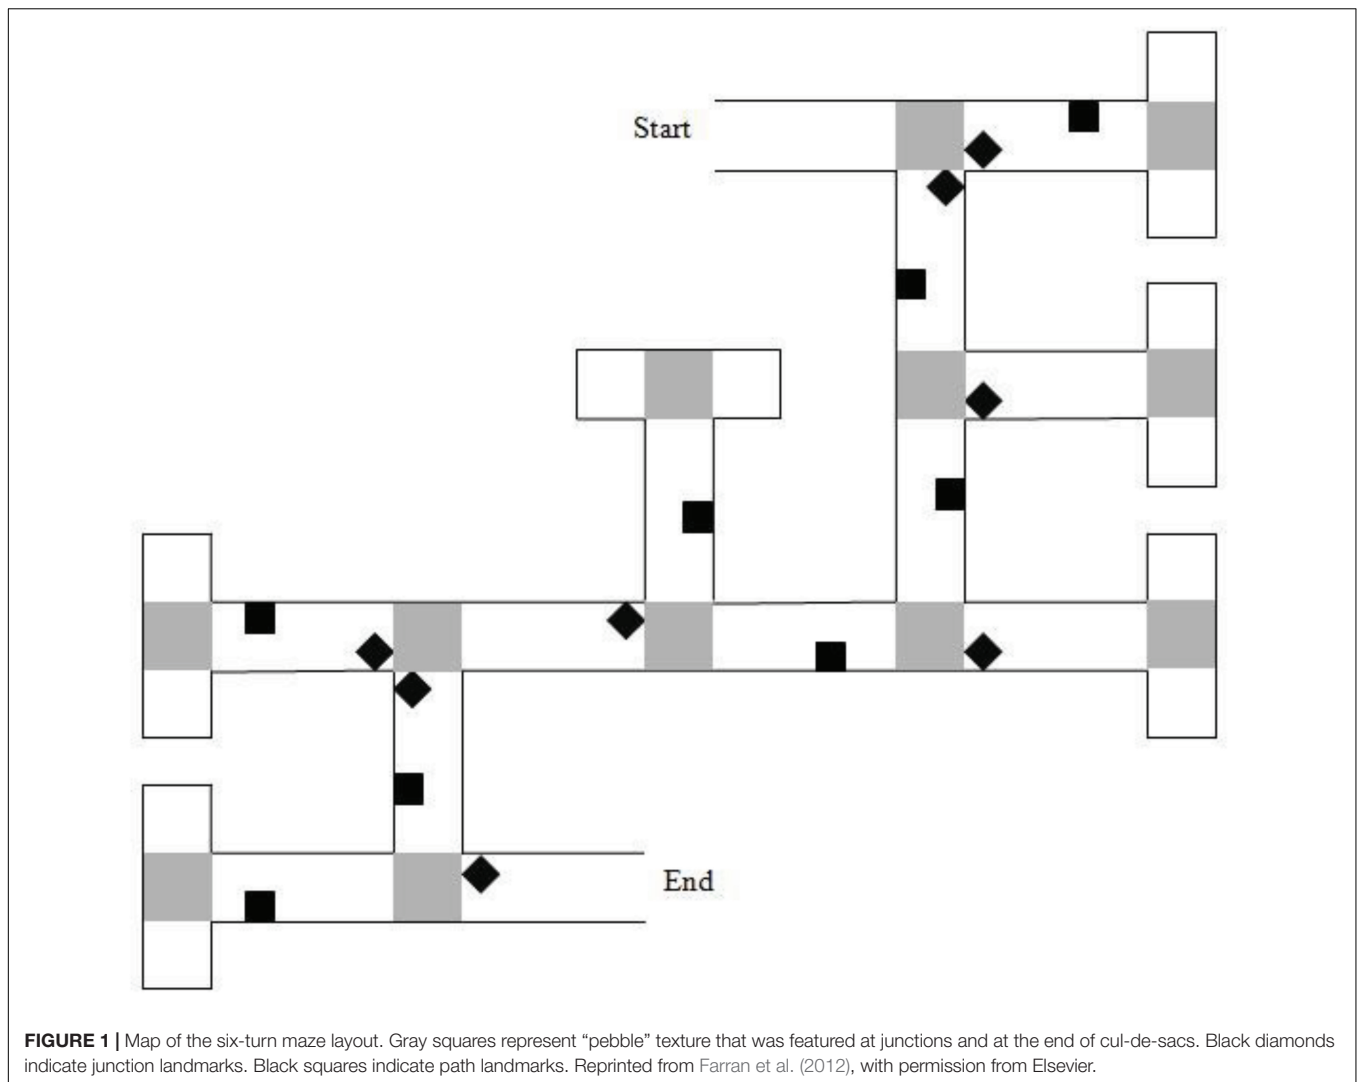 Start
End
FIGURE 1 | Map of the six-turn maze layout. Gray squares represent “pebble” texture that was featured at junctions and at the end of cul-de-sacs. Black diamonds
indicate junction landmarks. Black squares indicate path landmarks. Reprinted from Farran et al. (2012), with permission from Elsevier.